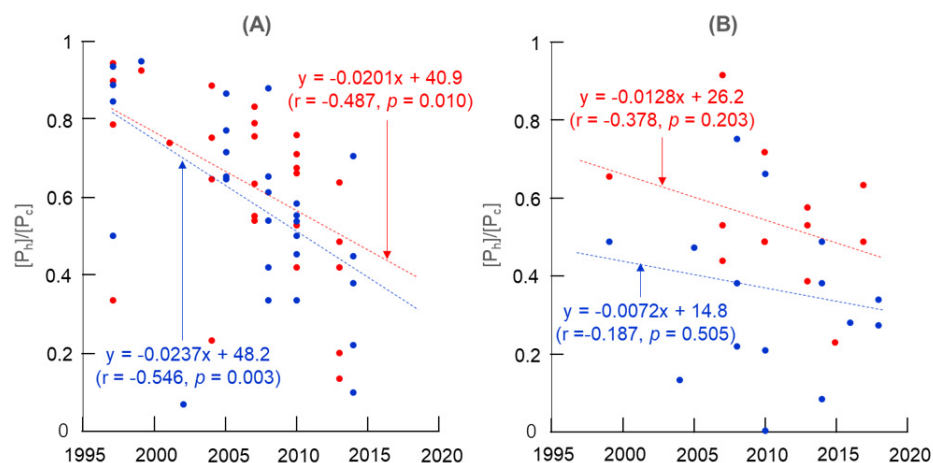 (A)
(B)
[Pₕ]/[P꜀]
1
0.8
0.6
0.4
0.2
0
1995 2000 2005 2010 2015 2020
y = -0.0201x + 40.9
(r = -0.487, p = 0.010)
y = -0.0237x + 48.2
(r = -0.546, p = 0.003)
[Pₕ]/[P꜀]
1
0.8
0.6
0.4
0.2
0
1995 2000 2005 2010 2015 2020
y = -0.0128x + 26.2
(r = -0.378, p = 0.203)
y = -0.0072x + 14.8
(r=-0.187, p = 0.505)